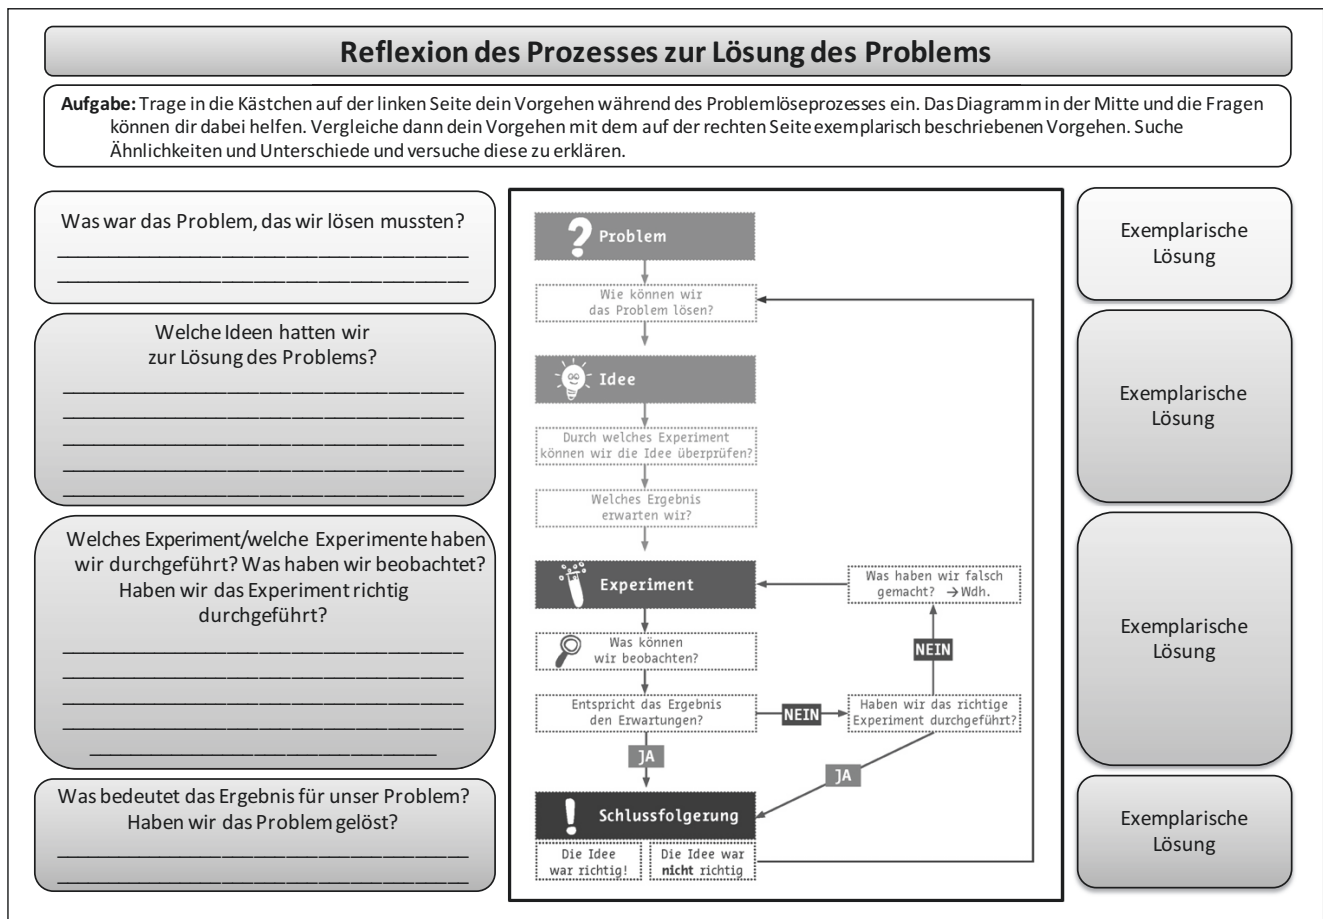 Reflexion des Prozesses zur Lösung des Problems
Aufgabe: Trage in die Kästchen auf der linken Seite dein Vorgehen während des Problemlöseprozesses ein. Das Diagramm in der Mitte und die Fragen
können dir dabei helfen. Vergleiche dann dein Vorgehen mit dem auf der rechten Seite exemplarisch beschriebenen Vorgehen. Suche
Ähnlichkeiten und Unterschiede und versuche diese zu erklären.
Was war das Problem, das wir lösen mussten?
Welche Ideen hatten wir
zur Lösung des Problems?
Welches Experiment/welche Experimente haben
wir durchgeführt? Was haben wir beobachtet?
Haben wir das Experiment richtig
durchgeführt?
Was bedeutet das Ergebnis für unser Problem?
Haben wir das Problem gelöst?
? Problem
Wie können wir
das Problem lösen?
Idee
Durch welches Experiment
können wir die Idee überprüfen?
Welches Ergebnis
erwarten wir?
Experiment
Was können
wir beobachten?
Entspricht das Ergebnis
den Erwartungen?
NEIN
Haben wir das richtige
Experiment durchgeführt?
NEIN
Was haben wir falsch
gemacht? → Wdh.
JA
JA
! Schlussfolgerung
Die Idee
war richtig!
Die Idee war
nicht richtig
Exemplarische
Lösung
Exemplarische
Lösung
Exemplarische
Lösung
Exemplarische
Lösung